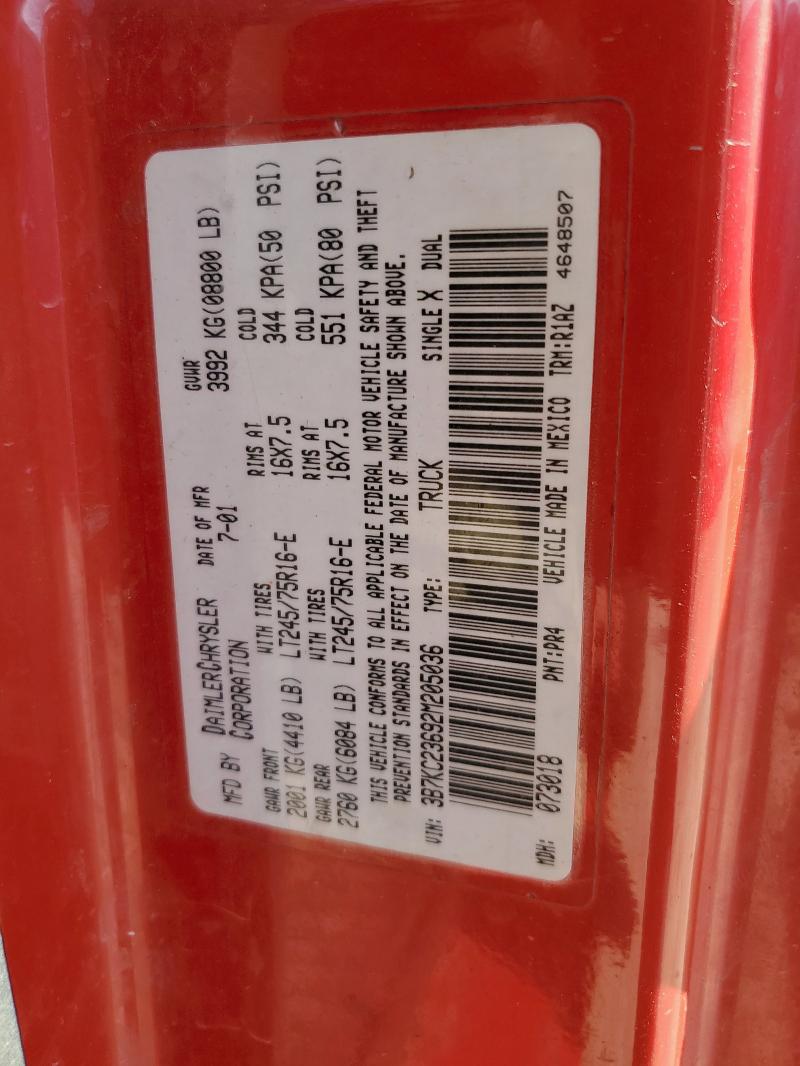 MFD BY DAIMLERCHRYSLER CORPORATION
DATE OF MFR
7-01
GVWR
3992 KG(08800 LB)
GAWR FRONT WITH TIRES RIMS AT COLD
2001 KG(4410 LB) LT245/75R16-E 16X7.5 344 KPA(50 PSI)
GAWR REAR WITH TIRES RIMS AT COLD
2760 KG(6084 LB) LT245/75R16-E 16X7.5 551 KPA(80 PSI)
THIS VEHICLE CONFORMS TO ALL APPLICABLE FEDERAL MOTOR VEHICLE SAFETY AND THEFT
PREVENTION STANDARDS IN EFFECT ON THE DATE OF MANUFACTURE SHOWN ABOVE.
VIN: 3B7KC23692M205036 TYPE: TRUCK SINGLE X DUAL
MDH: 073018 PNT:PR4 VEHICLE MADE IN MEXICO TRM:R1AZ 4648507